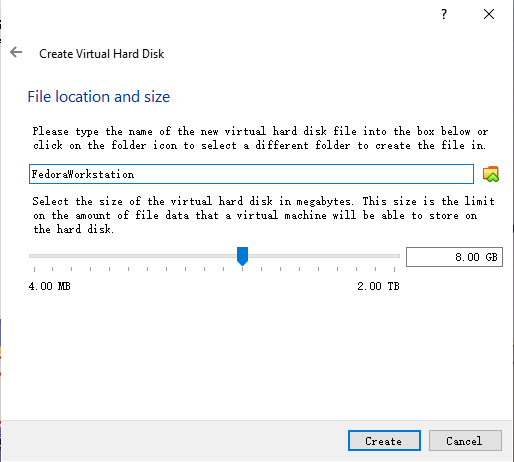 ?
Create Virtual Hard Disk
File location and size
Please type the name of the new virtual hard disk file into the box below or
click on the folder icon to select a different folder to create the file in.
FedoraWorkstation
Select the size of the virtual hard disk in megabytes. This size is the limit
on the amount of file data that a virtual machine will be able to store on
the hard disk.
8.00 GB
4.00 MB 2.00 TB
Create Cancel